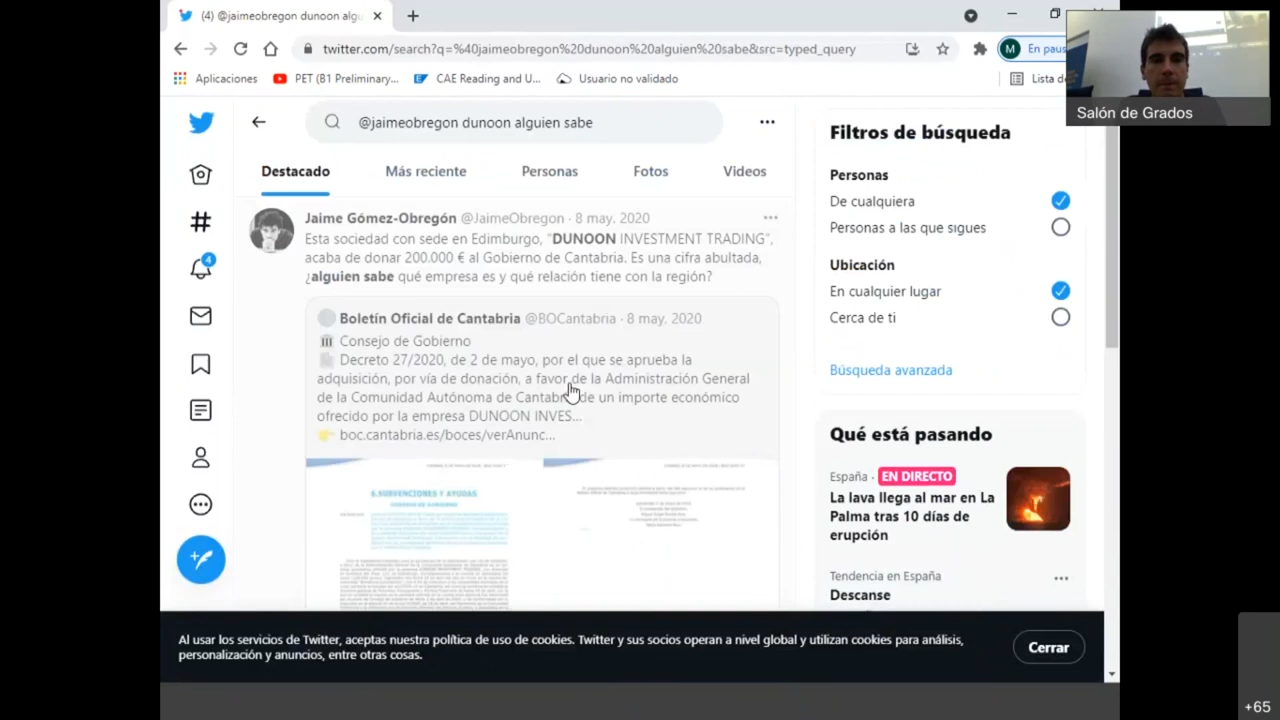 (4) @jaimeobregon dunoon algu
twitter.com/search?q=%40jaimeobregon%20dunoon%20alguien%20sabe&src=typed_query
M
En paus
Aplicaciones
PET (B1 Preliminary...
CAE Reading and U...
Usuario no validado
Lista de
Salón de Grados
@jaimeobregon dunoon alguien sabe
Destacado
Más reciente
Personas
Fotos
Videos
Jaime Gómez-Obregón @JaimeObregon · 8 may. 2020
Esta sociedad con sede en Edimburgo, "DUNOON INVESTMENT TRADING",
acaba de donar 200.000 € al Gobierno de Cantabria. Es una cifra abultada,
¿alguien sabe qué empresa es y qué relación tiene con la región?
Boletín Oficial de Cantabria @BOCantabria · 8 may. 2020
Consejo de Gobierno
Decreto 27/2020, de 2 de mayo, por el que se aprueba la
adquisición, por vía de donación, a favor de la Administración General
de la Comunidad Autónoma de Cantabria de un importe económico
ofrecido por la empresa DUNOON INVES...
boc.cantabria.es/boces/verAnunc...
6.SUBVENCIONES Y AYUDAS
CONSEJO DE GOBIERNO
4
Filtros de búsqueda
Personas
De cualquiera
Personas a las que sigues
Ubicación
En cualquier lugar
Cerca de ti
Búsqueda avanzada
Qué está pasando
España · EN DIRECTO
La lava llega al mar en La
Palma tras 10 días de
erupción
Tendencia en España
Descanse
Al usar los servicios de Twitter, aceptas nuestra política de uso de cookies. Twitter y sus socios operan a nivel global y utilizan cookies para análisis,
personalización y anuncios, entre otras cosas.
Cerrar
+65